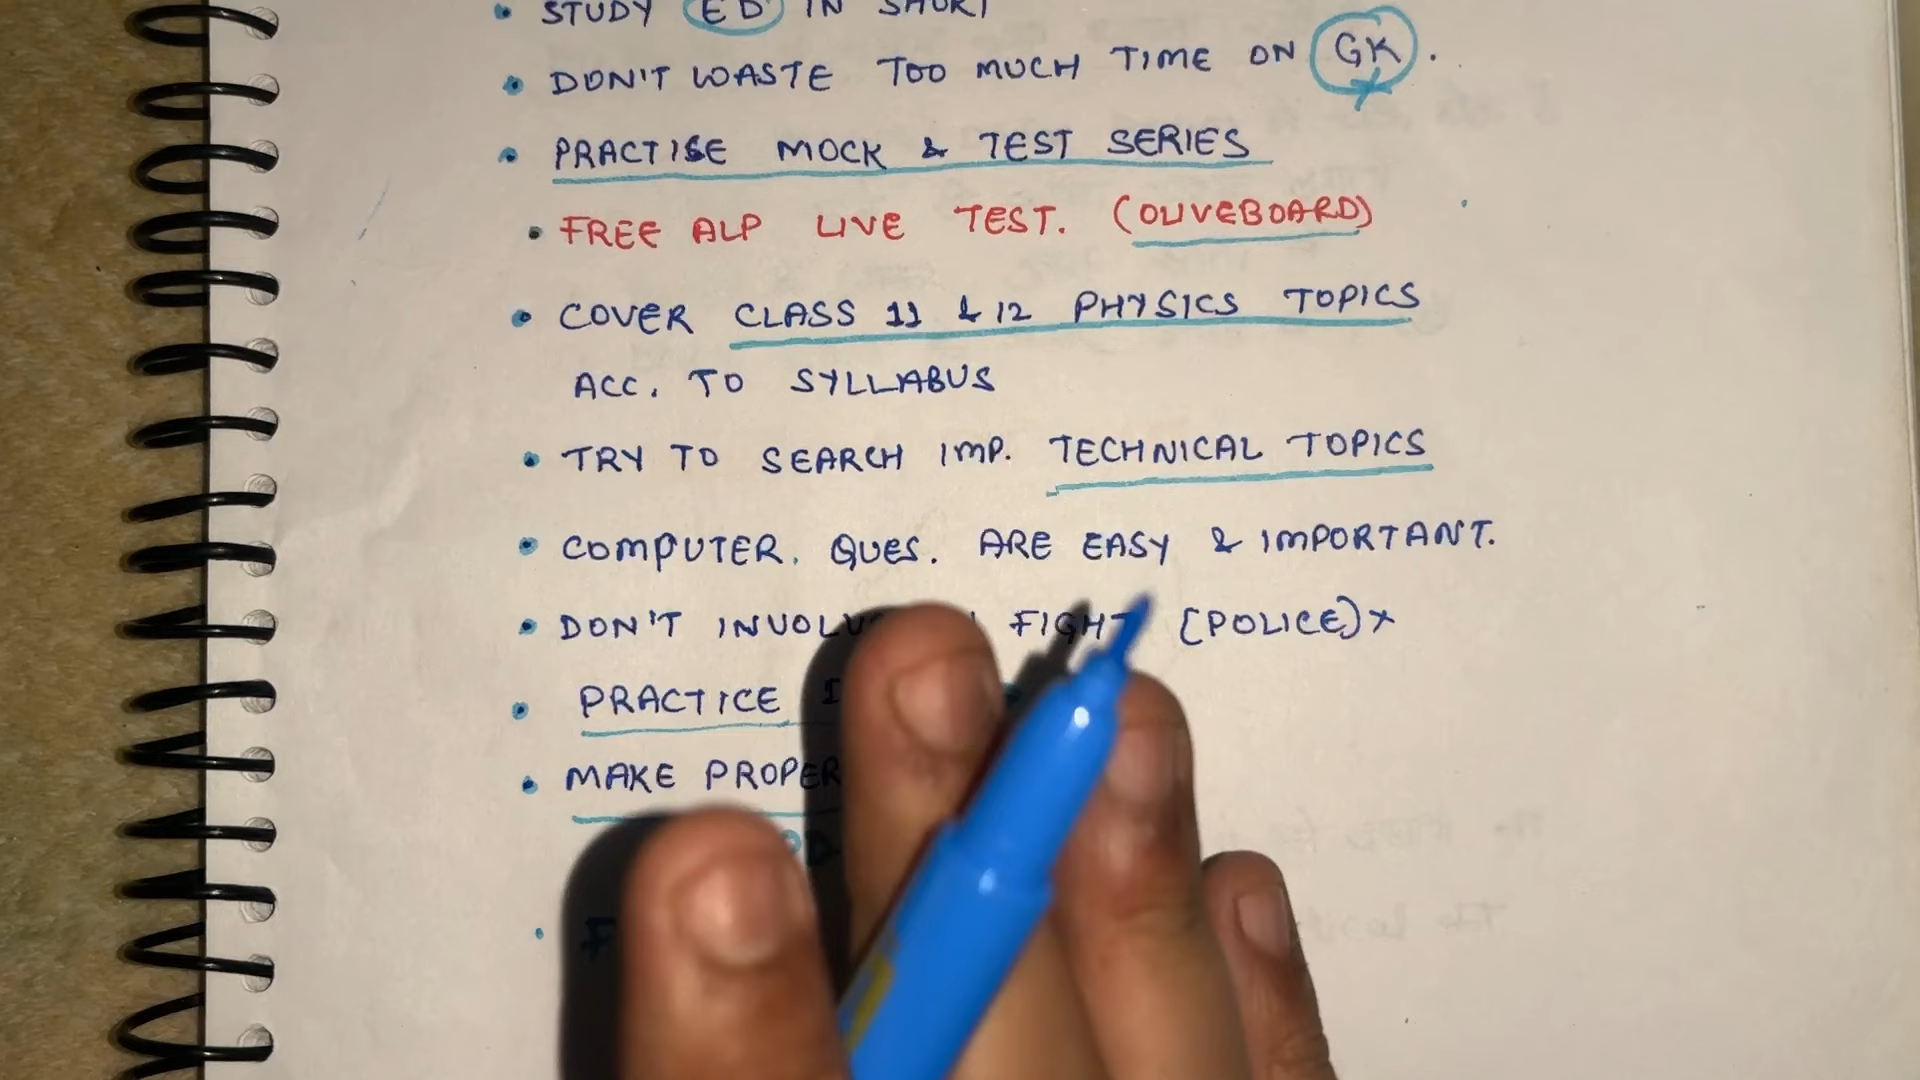 • STUDY ED IN SHORT
• DON'T WASTE TOO MUCH TIME ON GK.
• PRACTISE MOCK & TEST SERIES
• FREE ALP LIVE TEST. (OLIVEBOARD)
• COVER CLASS 11 & 12 PHYSICS TOPICS
ACC. TO SYLLABUS
• TRY TO SEARCH IMP. TECHNICAL TOPICS
• COMPUTER. QUES. ARE EASY & IMPORTANT.
• DON'T FIGHT (POLICE) x
• PRACTICE
• MAKE PROPER